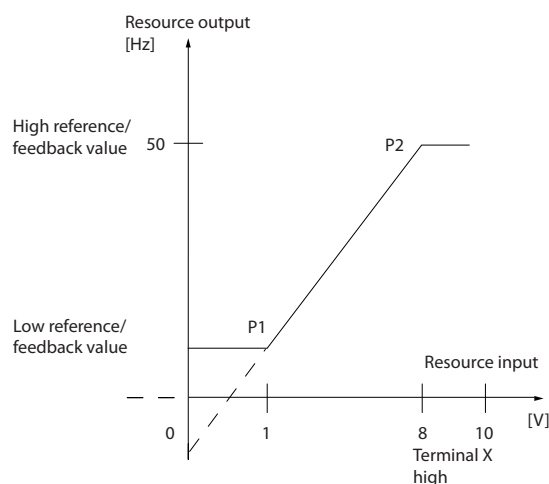 Resource output
[Hz]
High reference/
feedback value
50
P2
Low reference/
feedback value
P1
Resource input
[V]
0
1
8
10
Terminal X
high